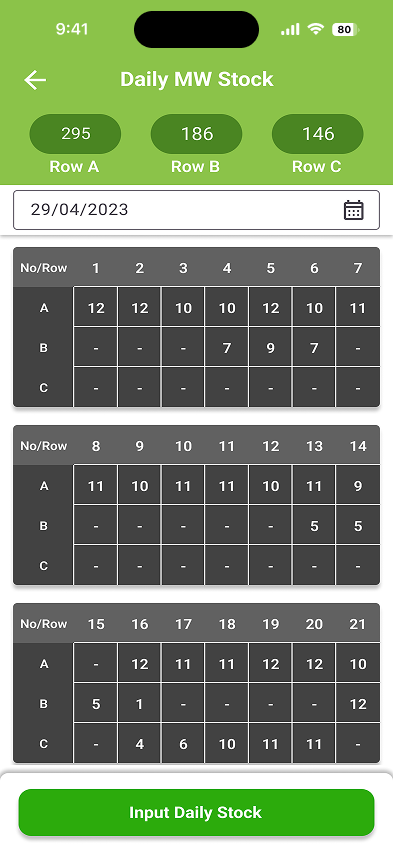 9:41 80
Daily MW Stock
295 186 146
Row A Row B Row C
29/04/2023
No/Row 1 2 3 4 5 6 7
A 12 12 10 10 12 10 11
B - - - 7 9 7 -
C - - - - - - -
No/Row 8 9 10 11 12 13 14
A 11 10 11 11 10 11 9
B - - - - - 5 5
C - - - - - - -
No/Row 15 16 17 18 19 20 21
A - 12 11 11 12 12 10
B 5 1 - - - - 12
C - 4 6 10 11 11 -
Input Daily Stock